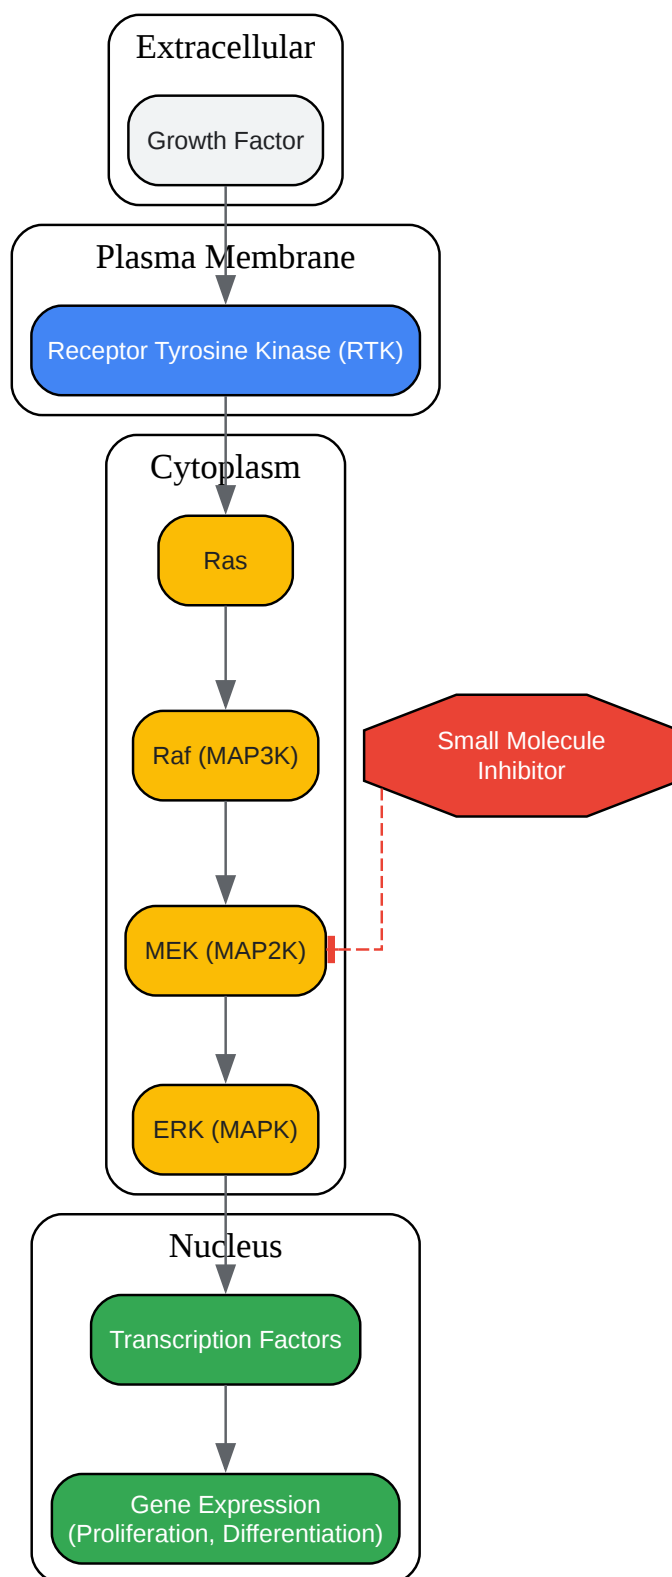 Extracellular
Growth Factor
Plasma Membrane
Receptor Tyrosine Kinase (RTK)
Cytoplasm
Ras
Raf (MAP3K)
Small Molecule
Inhibitor
MEK (MAP2K)
ERK (MAPK)
Nucleus
Transcription Factors
Gene Expression
(Proliferation, Differentiation)